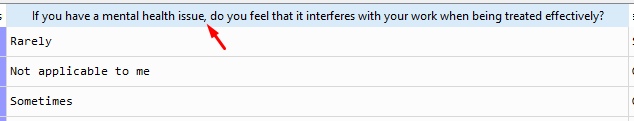 If you have a mental health issue, do you feel that it interferes with your work when being treated effectively?
Rarely
Not applicable to me
Sometimes